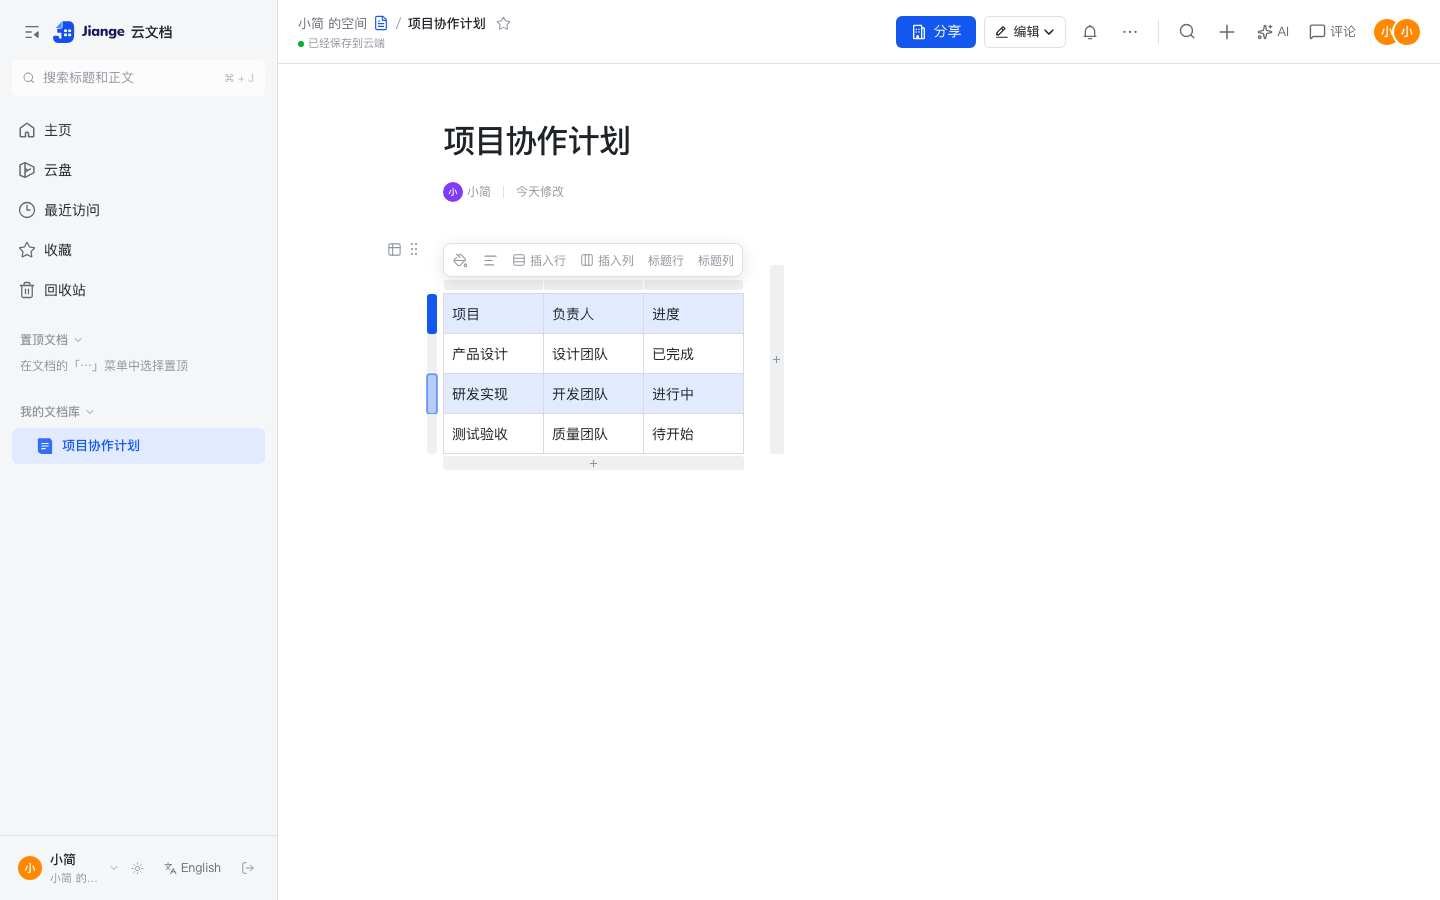 Jiange 云文档
搜索标题和正文 ⌘ + J
主页
云盘
最近访问
收藏
回收站
置顶文档
在文档的「···」菜单中选择置顶
我的文档库
项目协作计划
小简
小简 的...
English
小
小简 的空间 / 项目协作计划
已经保存到云端
分享
编辑
AI
评论
小 小
项目协作计划
小 小简 今天修改
插入行 插入列 标题行 标题列
项目 负责人 进度
产品设计 设计团队 已完成
研发实现 开发团队 进行中
测试验收 质量团队 待开始